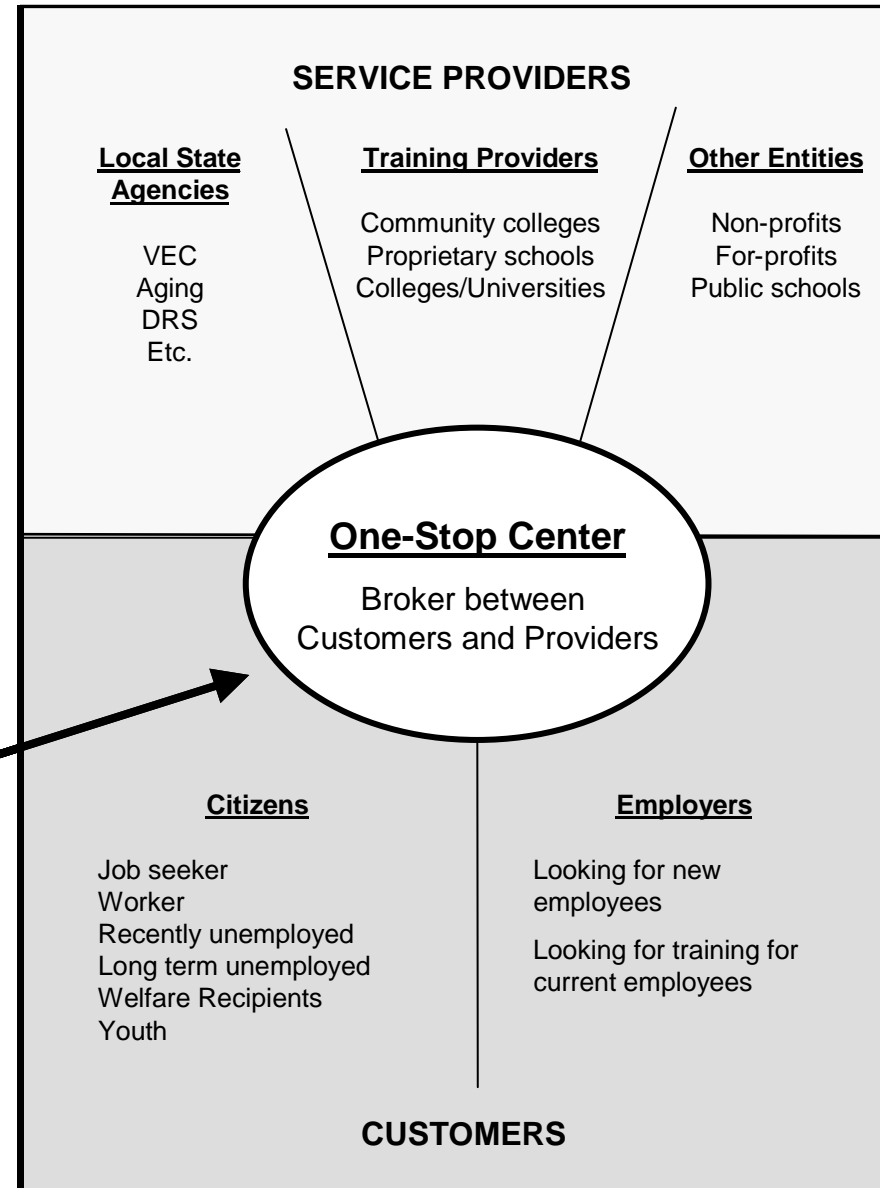 SERVICE PROVIDERS
Local State
Agencies
VEC
Aging
DRS
Etc.
Training Providers
Community colleges
Proprietary schools
Colleges/Universities
Other Entities
Non-profits
For-profits
Public schools
One-Stop Center
Broker between
Customers and Providers
Citizens
Job seeker
Worker
Recently unemployed
Long term unemployed
Welfare Recipients
Youth
Employers
Looking for new
employees
Looking for training for
current employees
CUSTOMERS